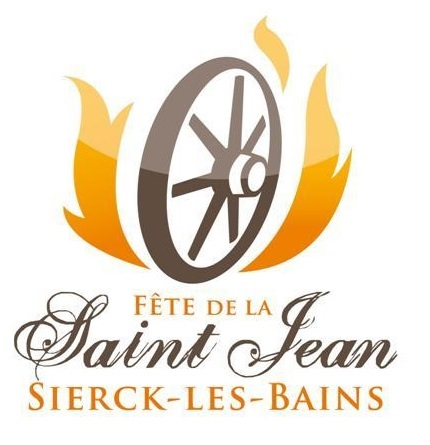 FÊTE DE LA
Saint Jean
SIERCK-LES-BAINS